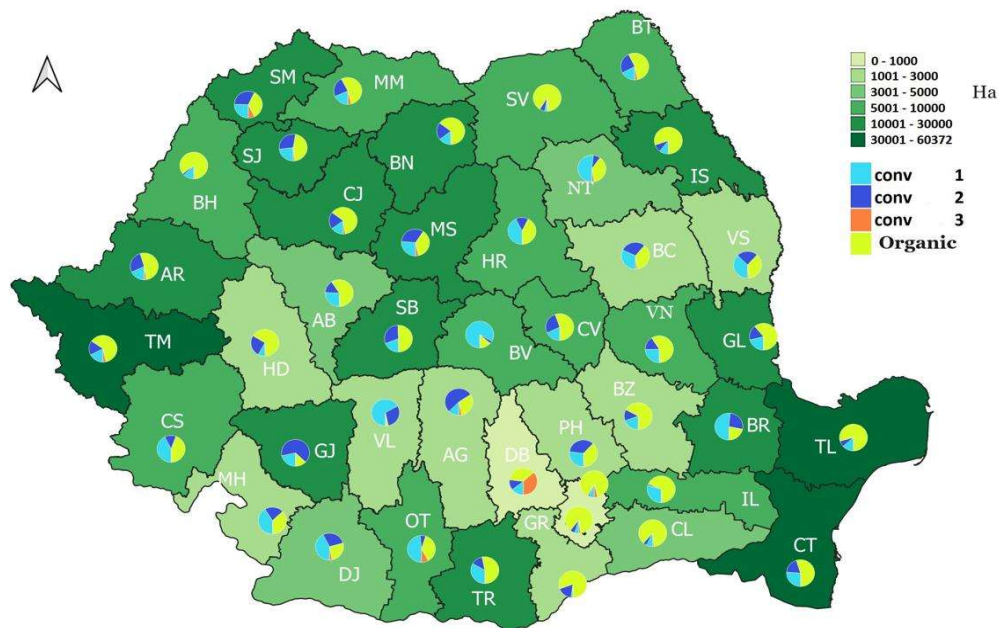 BT
SM
MM
SV
0 - 1000
1001 - 3000
3001 - 5000
5001 - 10000
10001 - 30000
30001 - 60372
Ha
SJ
BN
IS
NT
conv 1
conv 2
conv 3
Organic
BH
CJ
MS
HR
BC
VS
AR
AB
SB
BV
CV
VN
GL
TM
HD
BZ
CS
GJ
VL
AG
DB
PH
BR
TL
MH
OT
GR
IL
DJ
TR
CL
CT